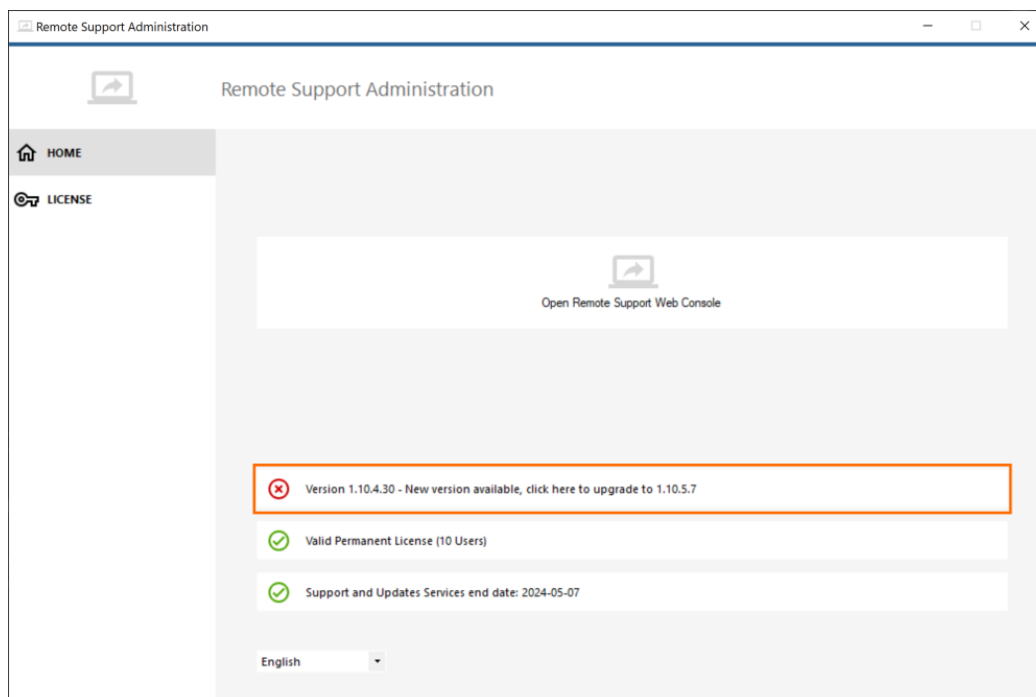 Remote Support Administration
Remote Support Administration
HOME
LICENSE
Open Remote Support Web Console
Version 1.10.4.30 - New version available, click here to upgrade to 1.10.5.7
Valid Permanent License (10 Users)
Support and Updates Services end date: 2024-05-07
English